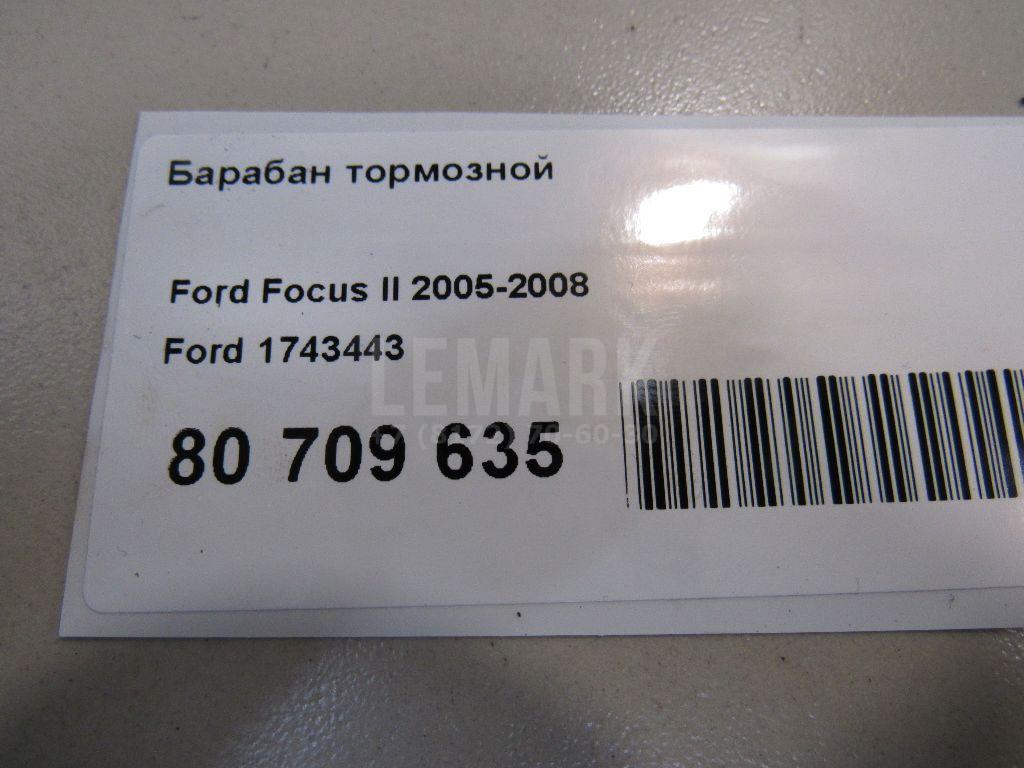 Барабан тормозной
Ford Focus II 2005-2008
Ford 1743443
LEMARK
80 709 635